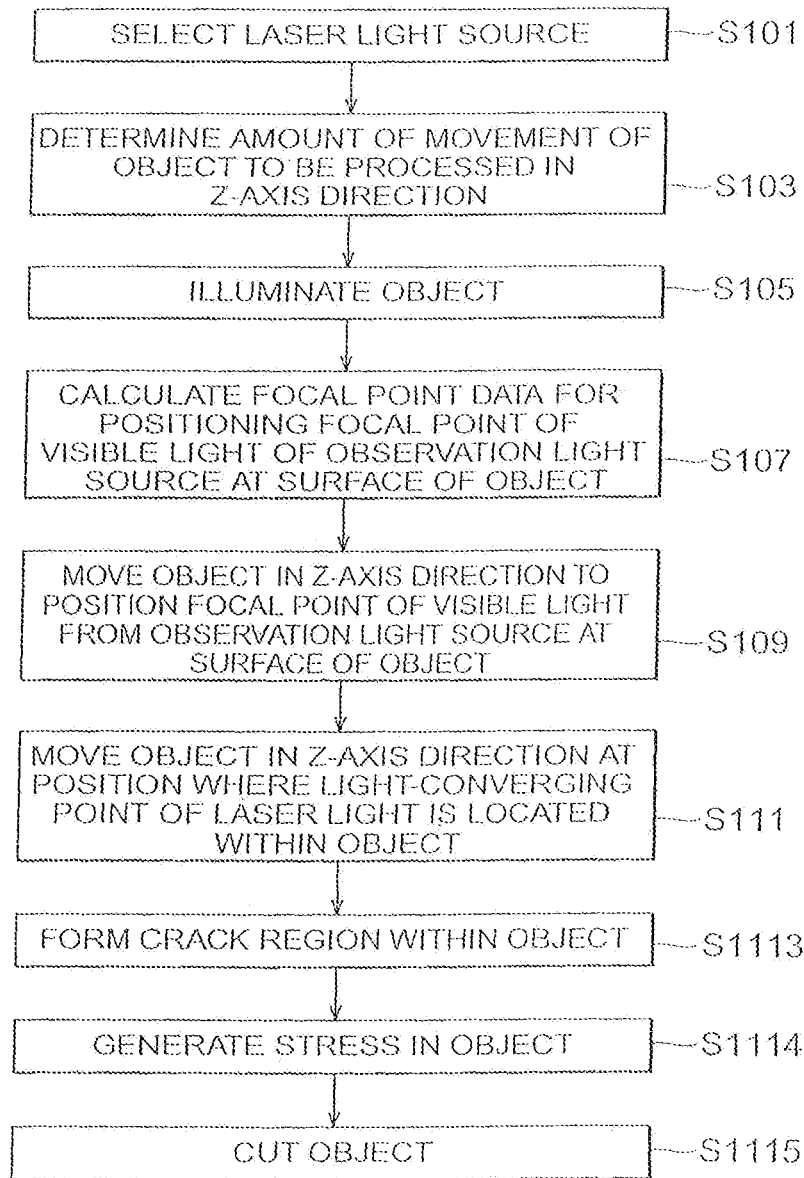 SELECT LASER LIGHT SOURCE
S101
DETERMINE AMOUNT OF MOVEMENT OF
OBJECT TO BE PROCESSED IN
Z-AXIS DIRECTION
S103
ILLUMINATE OBJECT
S105
CALCULATE FOCAL POINT DATA FOR
POSITIONING FOCAL POINT OF
VISIBLE LIGHT OF OBSERVATION LIGHT
SOURCE AT SURFACE OF OBJECT
S107
MOVE OBJECT IN Z-AXIS DIRECTION TO
POSITION FOCAL POINT OF VISIBLE LIGHT
FROM OBSERVATION LIGHT SOURCE AT
SURFACE OF OBJECT
S109
MOVE OBJECT IN Z-AXIS DIRECTION AT
POSITION WHERE LIGHT-CONVERGING
POINT OF LASER LIGHT IS LOCATED
WITHIN OBJECT
S111
FORM CRACK REGION WITHIN OBJECT
S1113
GENERATE STRESS IN OBJECT
S1114
CUT OBJECT
S1115